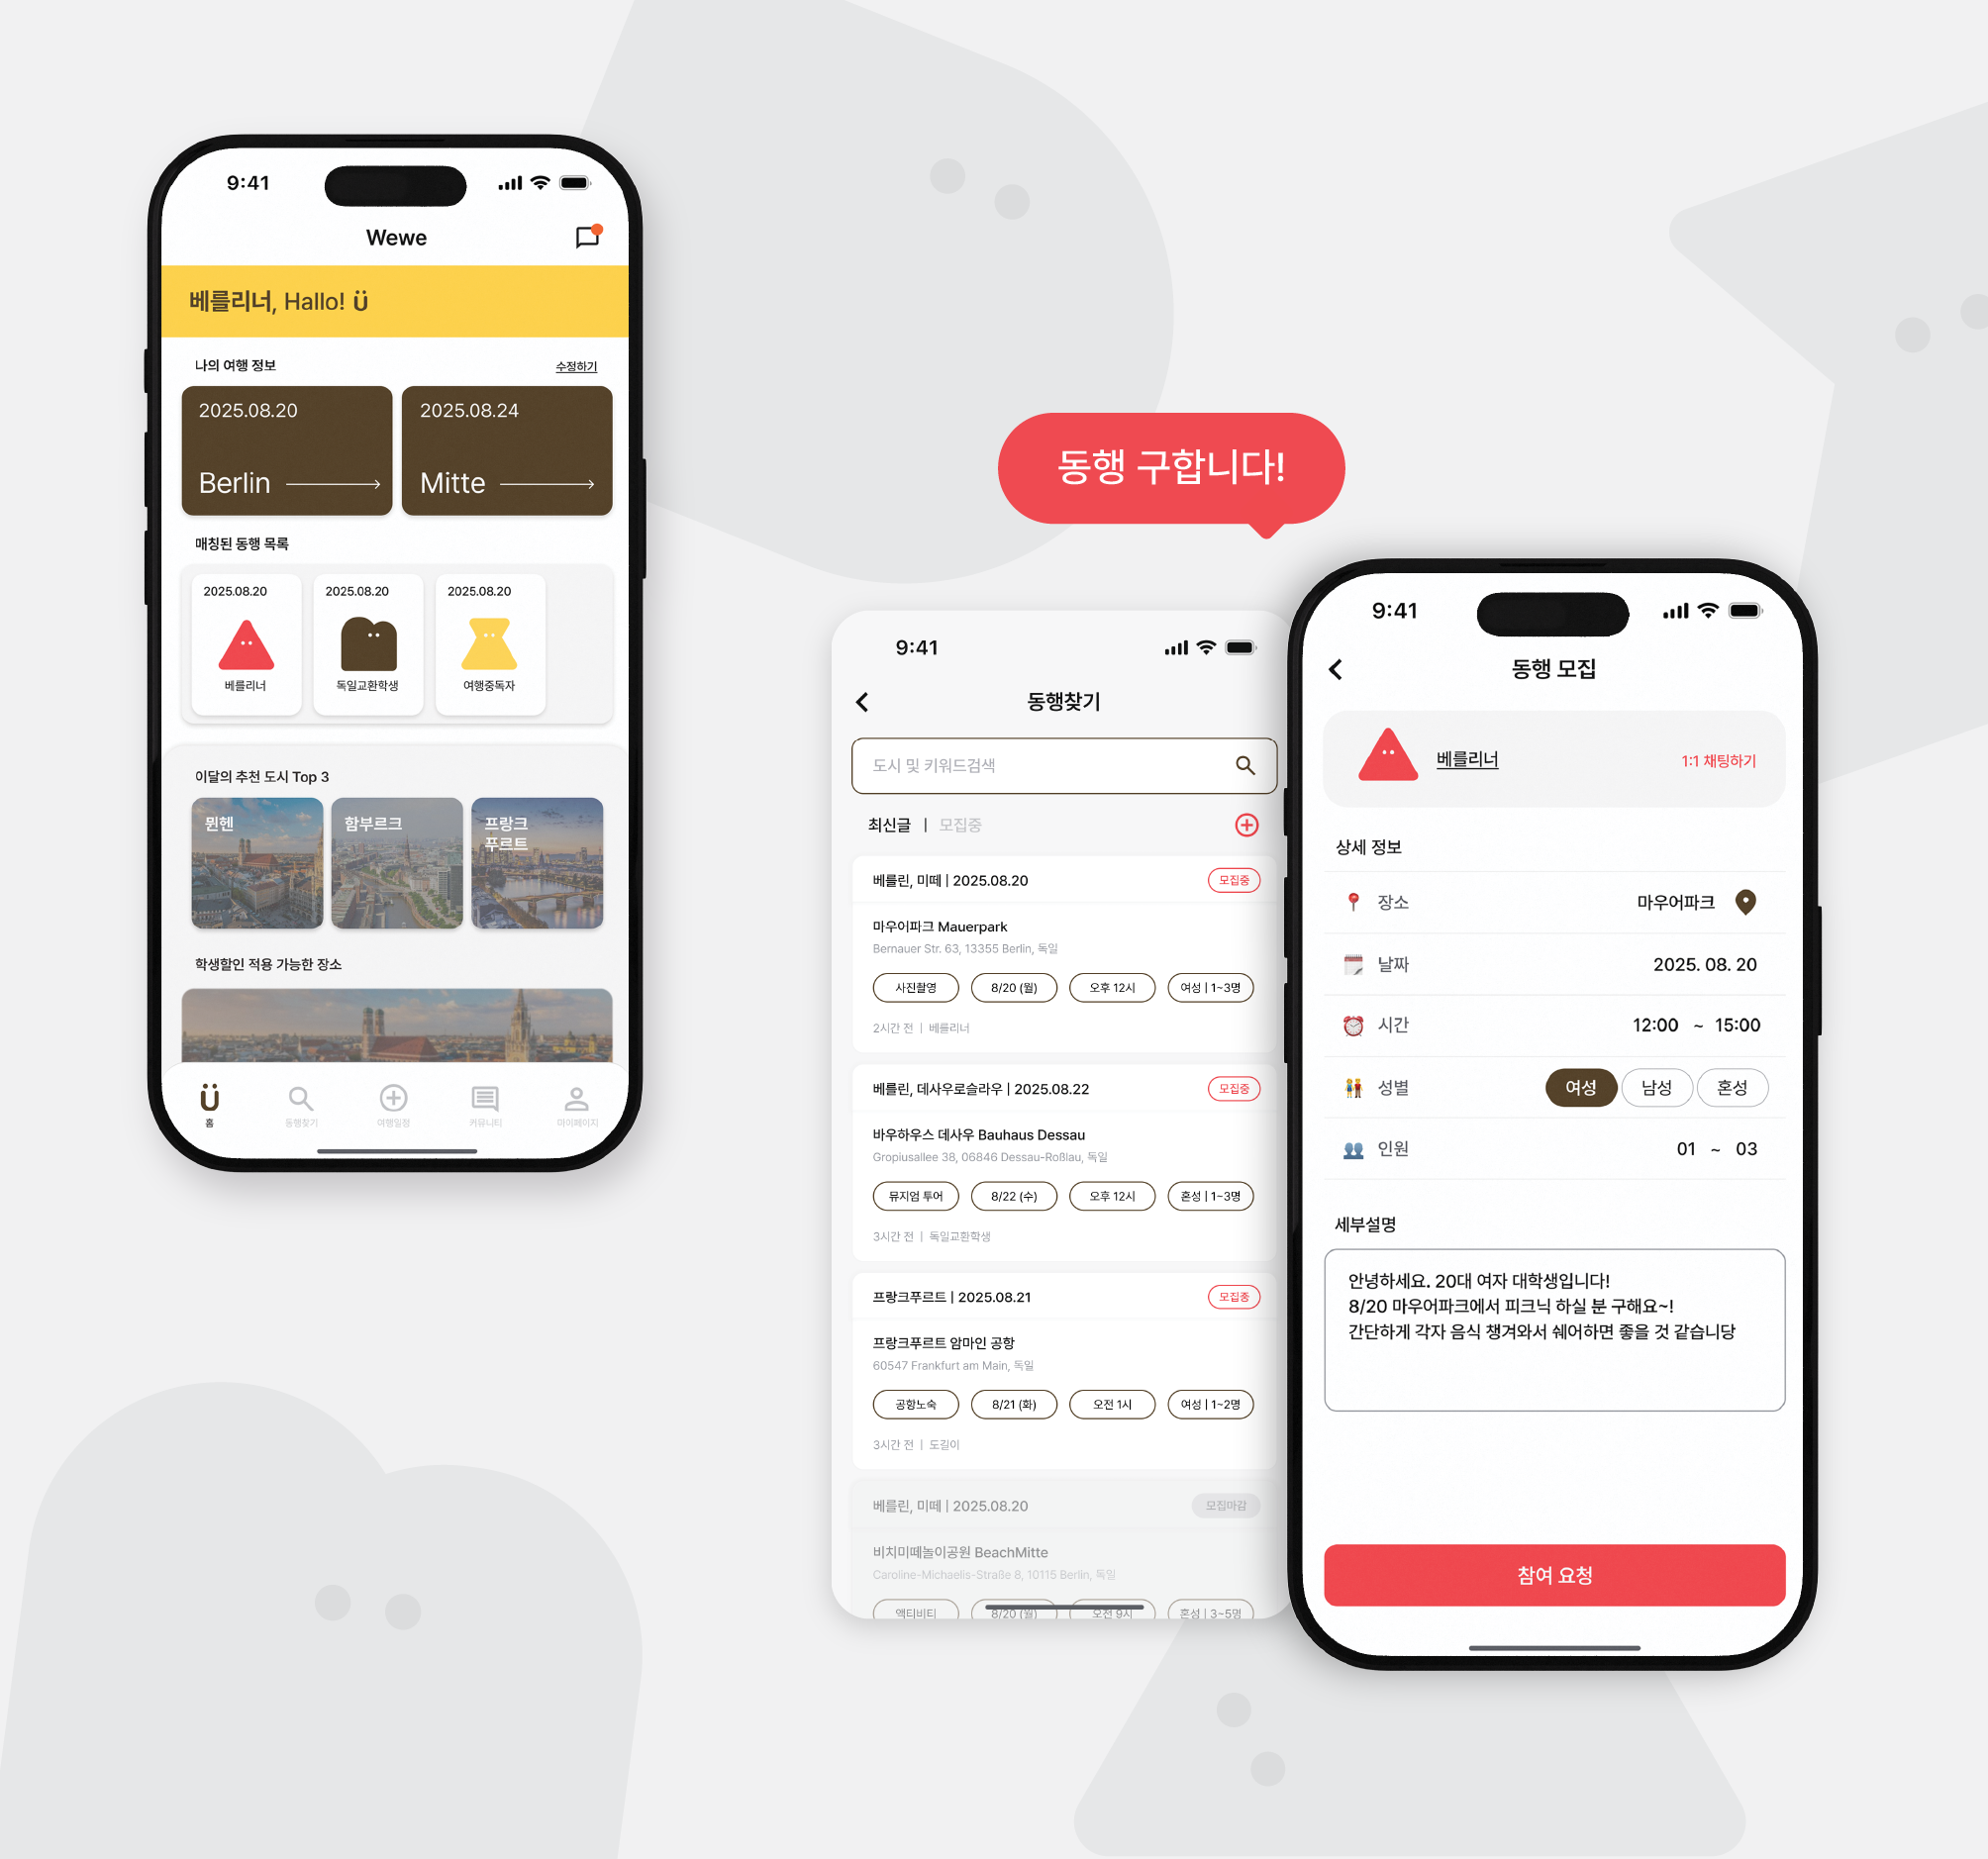 9:41
Wewe
베를리너, Hallo! Ü
나의 여행 정보
수정하기
2025.08.20
Berlin
2025.08.24
Mitte
매칭된 동행 목록
2025.08.20
베를리너
2025.08.20
독일교환학생
2025.08.20
여행중독자
이달의 추천 도시 Top 3
뮌헨
함부르크
프랑크
푸르트
학생할인 적용 가능한 장소
Ü
홈
동행찾기
여행일정
커뮤니티
마이페이지
동행 구합니다!
9:41
동행찾기
도시 및 키워드검색
최신글 | 모집중
베를린, 미떼 | 2025.08.20
모집중
마우어파크 Mauerpark
Bernauer Str. 63, 13355 Berlin, 독일
사진촬영
8/20 (월)
오후 12시
여성 | 1~3명
2시간 전 | 베를리너
베를린, 데사우로슬라우 | 2025.08.22
모집중
바우하우스 데사우 Bauhaus Dessau
Gropiusallee 38, 06846 Dessau-Roßlau, 독일
뮤지엄 투어
8/22 (수)
오후 12시
혼성 | 1~3명
3시간 전 | 독일교환학생
프랑크푸르트 | 2025.08.21
모집중
프랑크푸르트 암마인 공항
60547 Frankfurt am Main, 독일
공항노숙
8/21 (화)
오전 1시
여성 | 1~2명
3시간 전 | 도길이
베를린, 미떼 | 2025.08.20
모집마감
비치미떼놀이공원 BeachMitte
Caroline-Michaelis-Straße 8, 10115 Berlin, 독일
액티비티
8/20 (월)
오전 9시
혼성 | 3~5명
9:41
동행 모집
베를리너
1:1 채팅하기
상세 정보
장소
마우어파크
날짜
2025. 08. 20
시간
12:00 ~ 15:00
성별
여성
남성
혼성
인원
01 ~ 03
세부설명
안녕하세요. 20대 여자 대학생입니다!
8/20 마우어파크에서 피크닉 하실 분 구해요~!
간단하게 각자 음식 챙겨와서 쉐어하면 좋을 것 같습니당
참여 요청